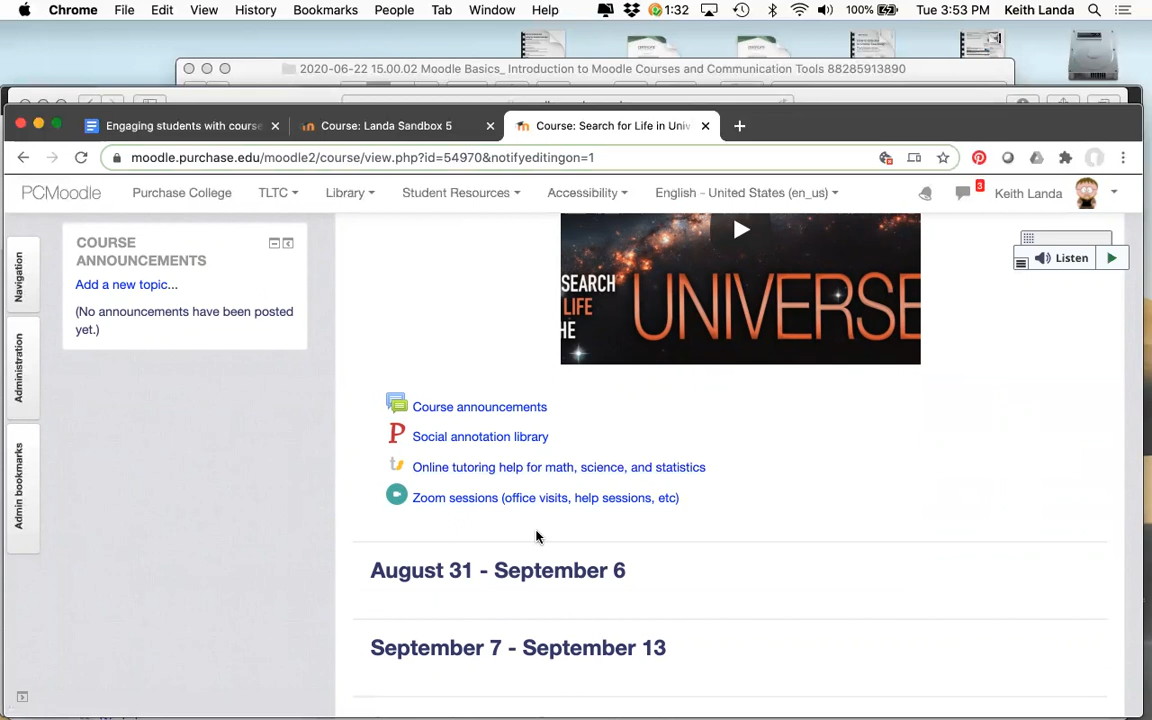 Chrome File Edit View History Bookmarks People Tab Window Help 1:32 100% Tue 3:53 PM Keith Landa
2020-06-22 15.00.02 Moodle Basics_ Introduction to Moodle Courses and Communication Tools 88285913890
Engaging students with course Course: Landa Sandbox 5 Course: Search for Life in Univ
moodle.purchase.edu/moodle2/course/view.php?id=54970&notifyeditingon=1
PCMoodle Purchase College TLTC Library Student Resources Accessibility English - United States (en_us) 3 Keith Landa
Navigation
Administration
Admin bookmarks
COURSE
ANNOUNCEMENTS
Add a new topic...
(No announcements have been posted
yet.)
SEARCH
LIFE
HE
UNIVERSE
Listen
Course announcements
Social annotation library
Online tutoring help for math, science, and statistics
Zoom sessions (office visits, help sessions, etc)
August 31 - September 6
September 7 - September 13